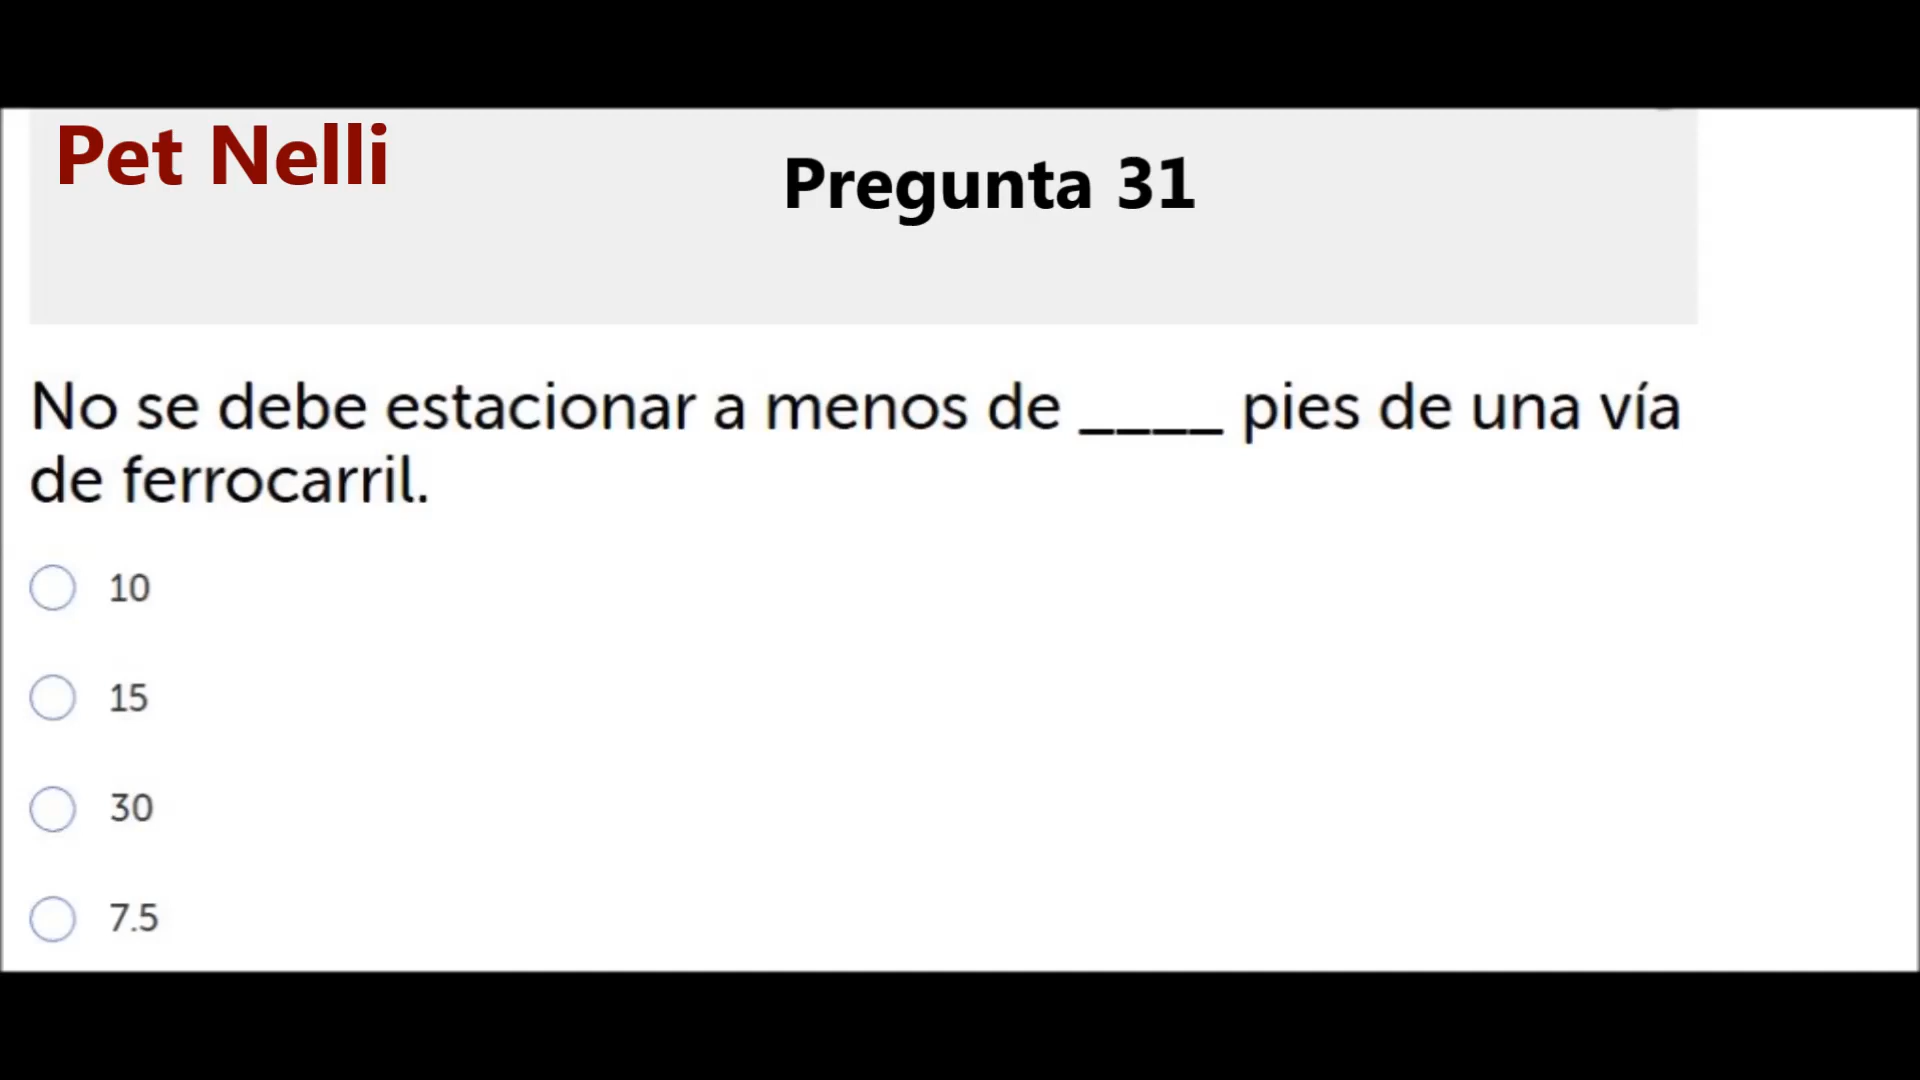 Pet Nelli
Pregunta 31
No se debe estacionar a menos de ____ pies de una vía
de ferrocarril.
10
15
30
7.5